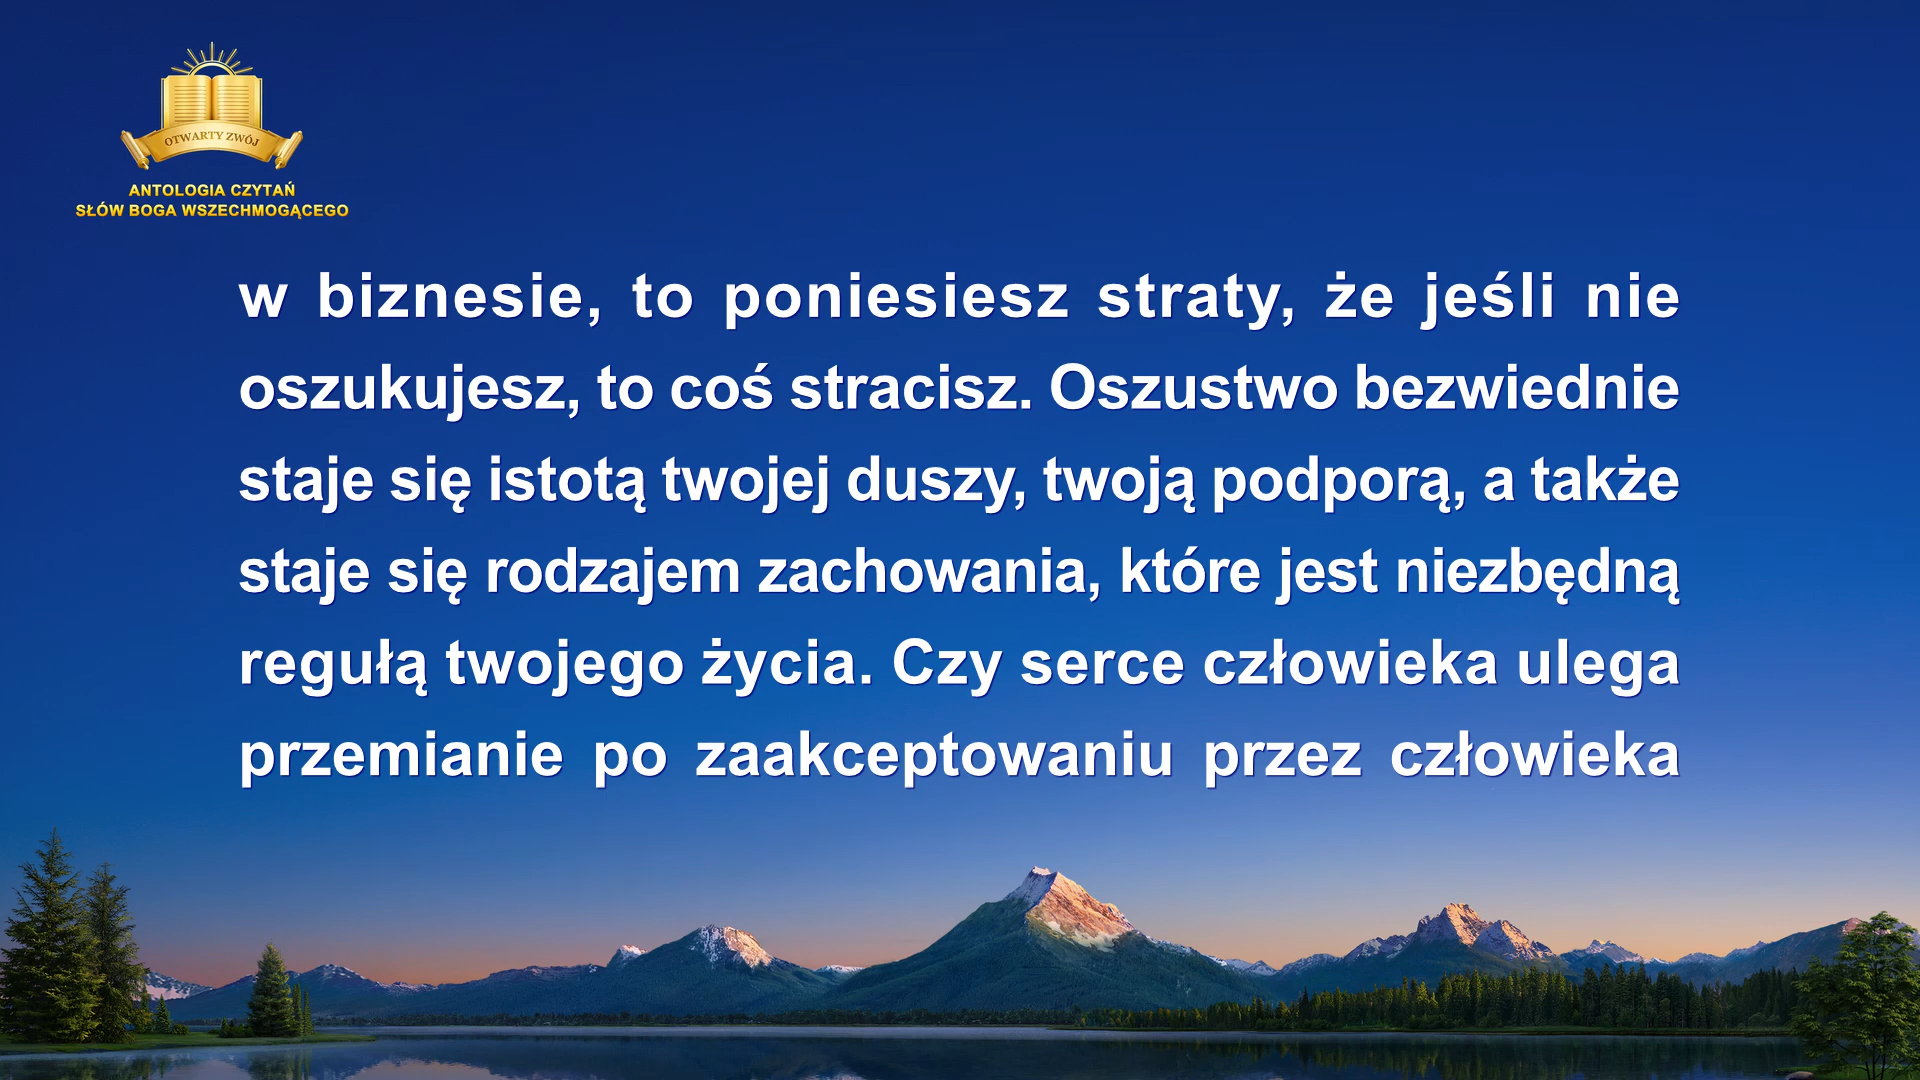 OTWARTY ZWÓJ
ANTOLOGIA CZYTAŃ
SŁÓW BOGA WSZECHMOGĄCEGO
w biznesie, to poniesiesz straty, że jeśli nie
oszukujesz, to coś stracisz. Oszustwo bezwiednie
staje się istotą twojej duszy, twoją podporą, a także
staje się rodzajem zachowania, które jest niezbędną
regułą twojego życia. Czy serce człowieka ulega
przemianie po zaakceptowaniu przez człowieka